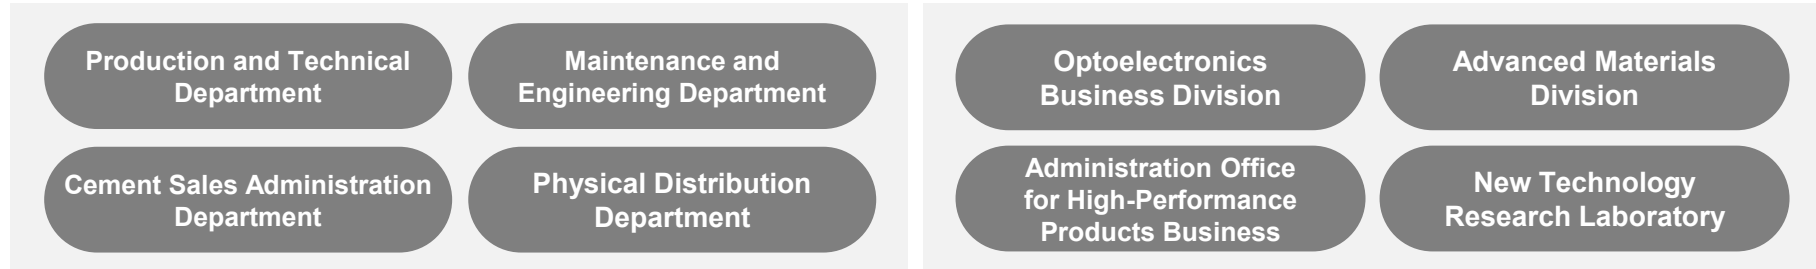 Production and Technical
Department
Maintenance and
Engineering Department
Cement Sales Administration
Department
Physical Distribution
Department
Optoelectronics
Business Division
Advanced Materials
Division
Administration Office
for High-Performance
Products Business
New Technology
Research Laboratory